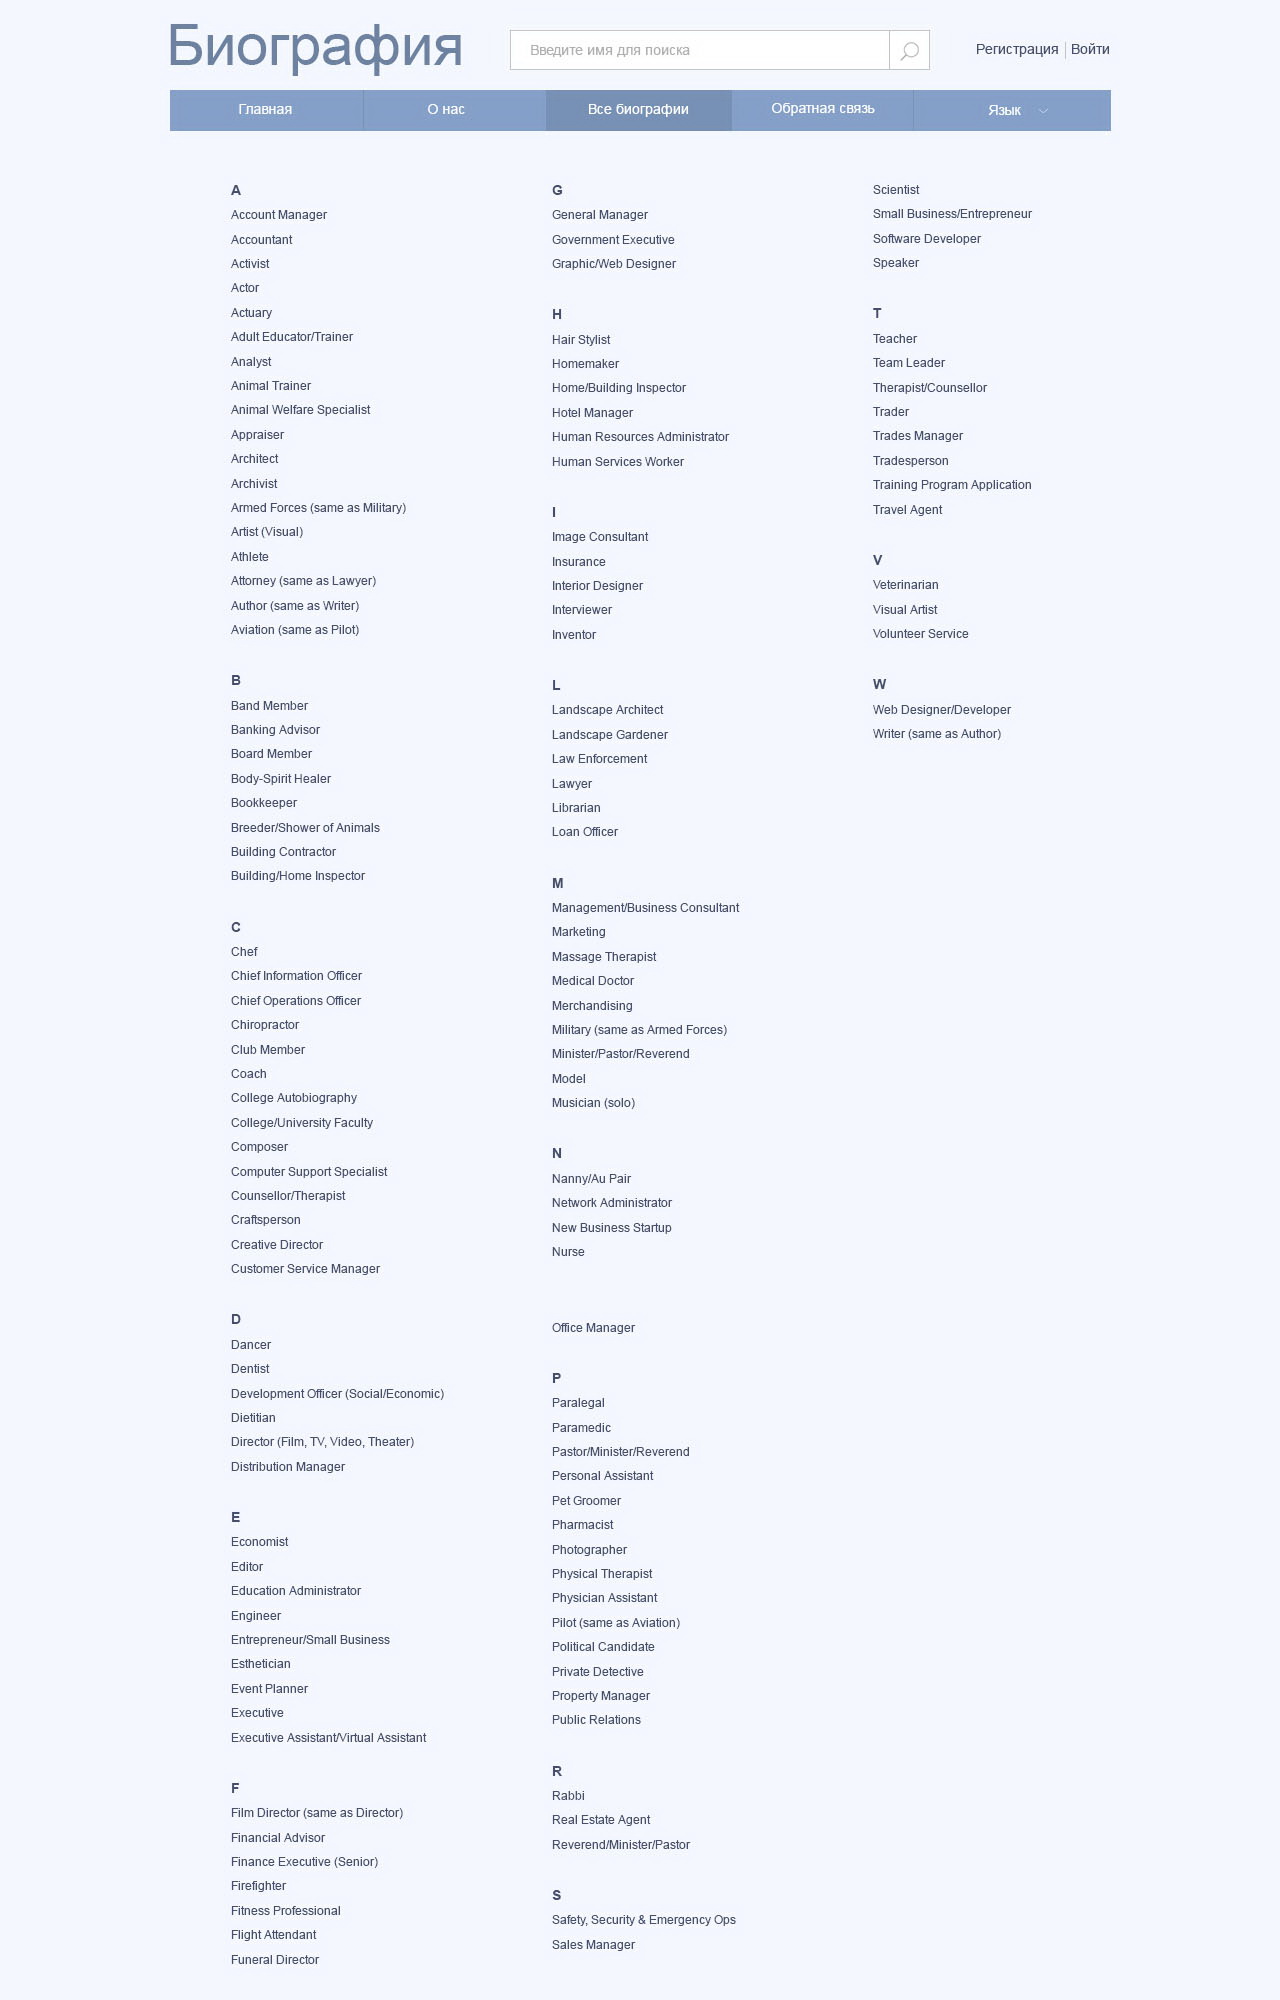 Биография
Введите имя для поиска
Регистрация
Войти
Главная
О нас
Все биографии
Обратная связь
Язык
A
Account Manager
Accountant
Activist
Actor
Actuary
Adult Educator/Trainer
Analyst
Animal Trainer
Animal Welfare Specialist
Appraiser
Architect
Archivist
Armed Forces (same as Military)
Artist (Visual)
Athlete
Attorney (same as Lawyer)
Author (same as Writer)
Aviation (same as Pilot)
B
Band Member
Banking Advisor
Board Member
Body-Spirit Healer
Bookkeeper
Breeder/Shower of Animals
Building Contractor
Building/Home Inspector
C
Chef
Chief Information Officer
Chief Operations Officer
Chiropractor
Club Member
Coach
College Autobiography
College/University Faculty
Composer
Computer Support Specialist
Counsellor/Therapist
Craftsperson
Creative Director
Customer Service Manager
D
Dancer
Dentist
Development Officer (Social/Economic)
Dietitian
Director (Film, TV, Video, Theater)
Distribution Manager
E
Economist
Editor
Education Administrator
Engineer
Entrepreneur/Small Business
Esthetician
Event Planner
Executive
Executive Assistant/Virtual Assistant
F
Film Director (same as Director)
Financial Advisor
Finance Executive (Senior)
Firefighter
Fitness Professional
Flight Attendant
Funeral Director
G
General Manager
Government Executive
Graphic/Web Designer
H
Hair Stylist
Homemaker
Home/Building Inspector
Hotel Manager
Human Resources Administrator
Human Services Worker
I
Image Consultant
Insurance
Interior Designer
Interviewer
Inventor
L
Landscape Architect
Landscape Gardener
Law Enforcement
Lawyer
Librarian
Loan Officer
M
Management/Business Consultant
Marketing
Massage Therapist
Medical Doctor
Merchandising
Military (same as Armed Forces)
Minister/Pastor/Reverend
Model
Musician (solo)
N
Nanny/Au Pair
Network Administrator
New Business Startup
Nurse
Office Manager
P
Paralegal
Paramedic
Pastor/Minister/Reverend
Personal Assistant
Pet Groomer
Pharmacist
Photographer
Physical Therapist
Physician Assistant
Pilot (same as Aviation)
Political Candidate
Private Detective
Property Manager
Public Relations
R
Rabbi
Real Estate Agent
Reverend/Minister/Pastor
S
Safety, Security & Emergency Ops
Sales Manager
Scientist
Small Business/Entrepreneur
Software Developer
Speaker
T
Teacher
Team Leader
Therapist/Counsellor
Trader
Trades Manager
Tradesperson
Training Program Application
Travel Agent
V
Veterinarian
Visual Artist
Volunteer Service
W
Web Designer/Developer
Writer (same as Author)